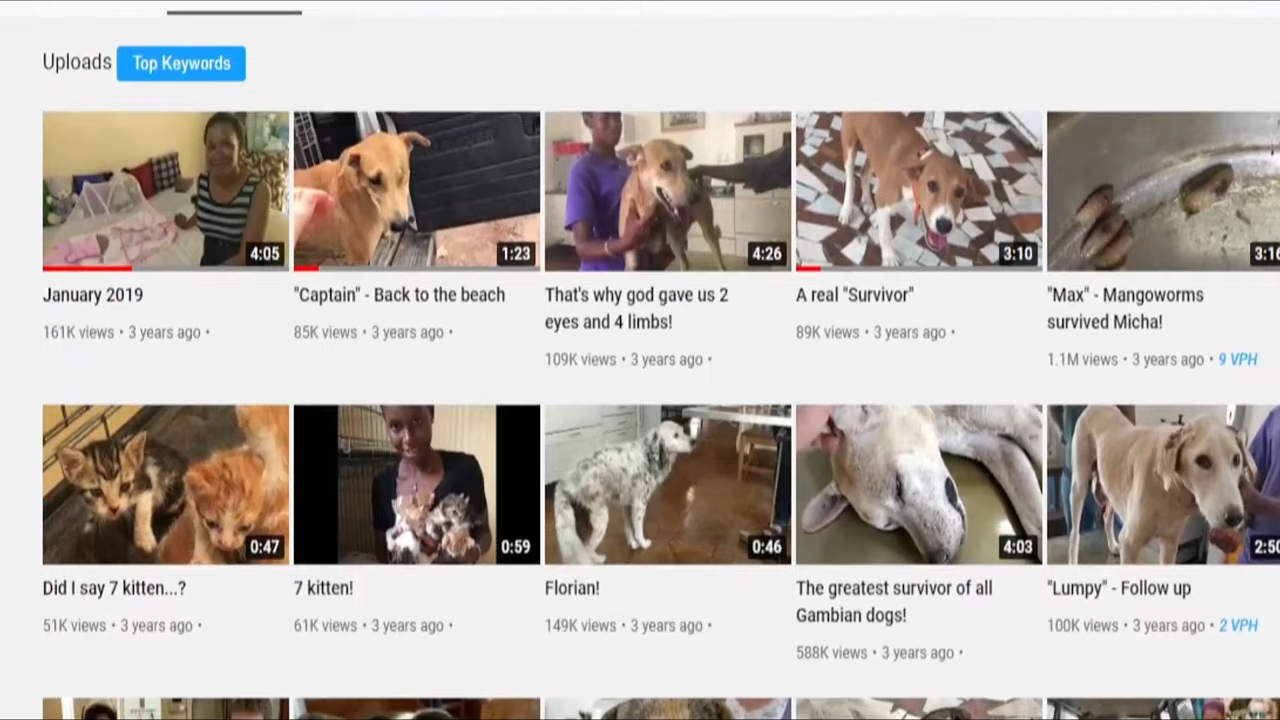 Uploads Top Keywords
4:05 1:23 4:26 3:10 3:16
January 2019
"Captain" - Back to the beach
That's why god gave us 2
eyes and 4 limbs!
A real "Survivor"
"Max" - Mangoworms
survived Micha!
161K views • 3 years ago •
85K views • 3 years ago •
109K views • 3 years ago •
89K views • 3 years ago •
1.1M views • 3 years ago • 9 VPH
0:47 0:59 0:46 4:03 2:50
Did I say 7 kitten...?
7 kitten!
Florian!
The greatest survivor of all
Gambian dogs!
"Lumpy" - Follow up
51K views • 3 years ago •
61K views • 3 years ago •
149K views • 3 years ago •
588K views • 3 years ago •
100K views • 3 years ago • 2 VPH